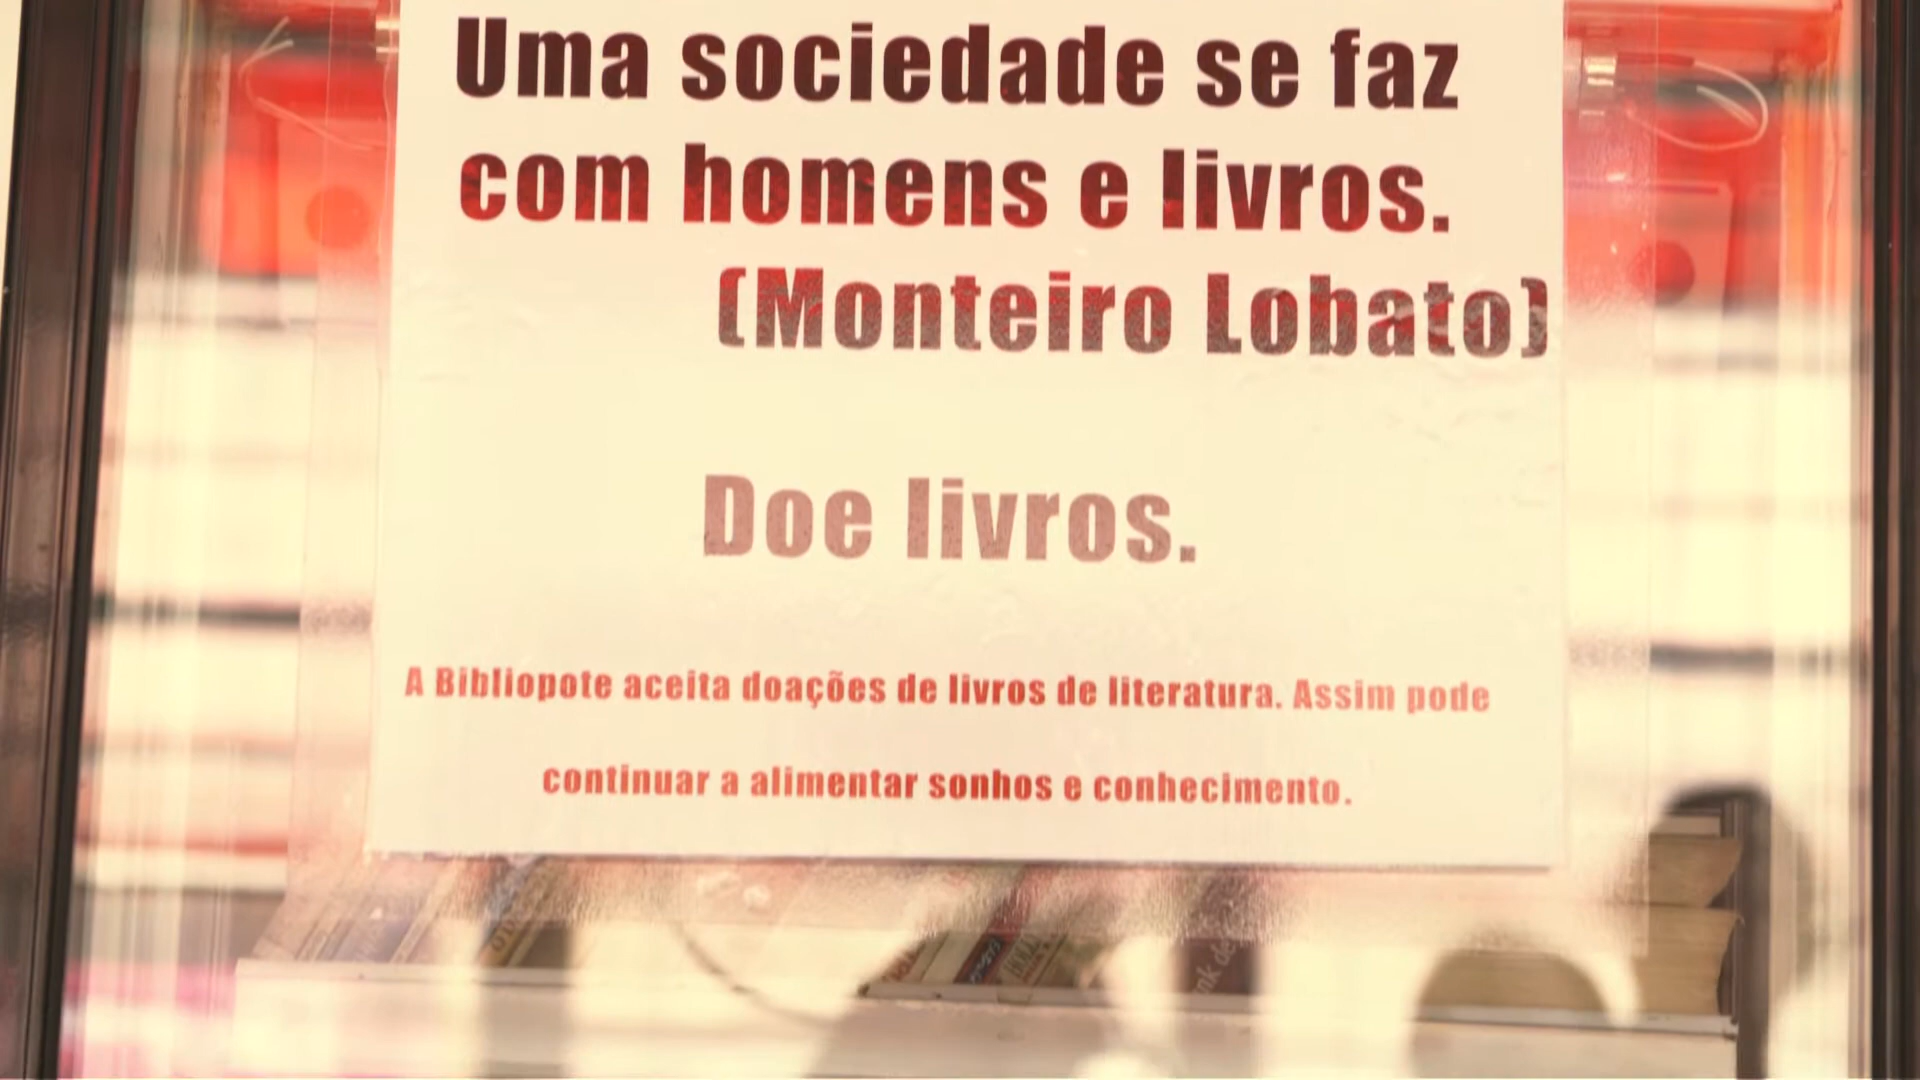 Uma sociedade se faz
com homens e livros.
(Monteiro Lobato)
Doe livros.
A Bibliopote aceita doações de livros de literatura. Assim pode
continuar a alimentar sonhos e conhecimento.